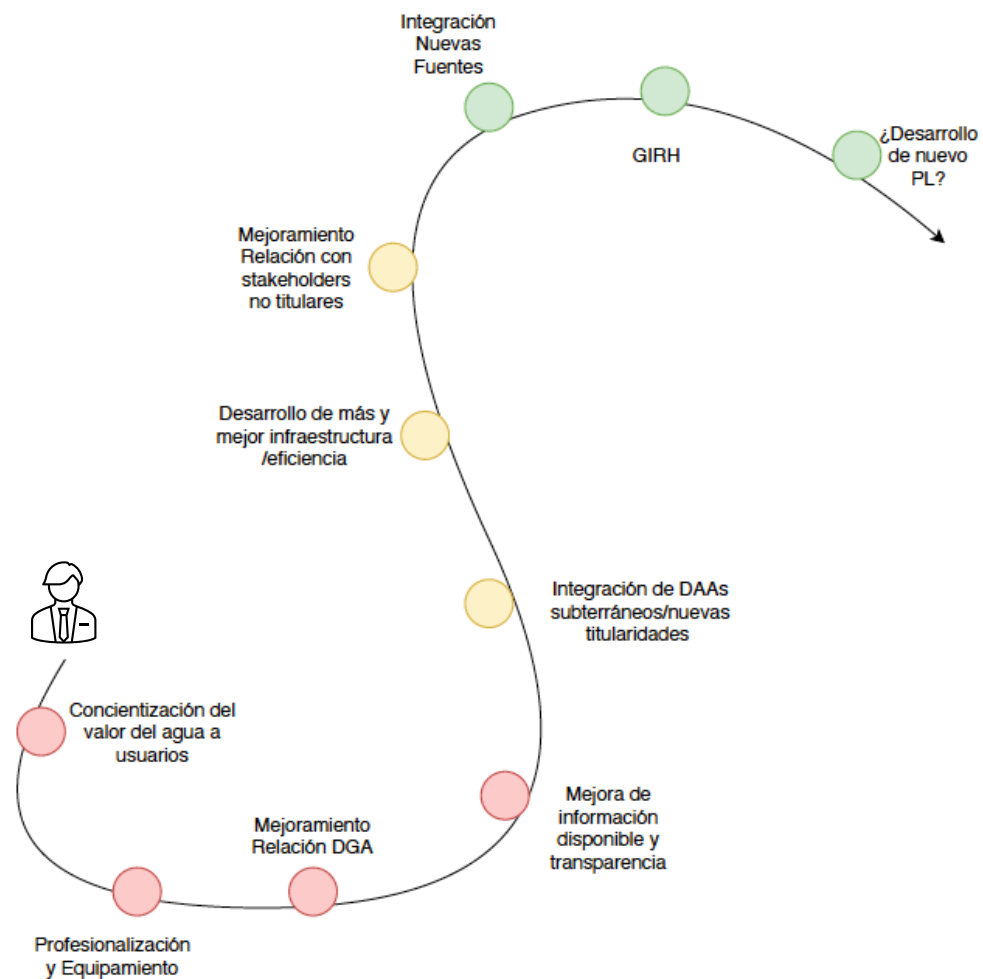 Integración
Nuevas
Fuentes
GIRH
¿Desarrollo
de nuevo
PL?
Mejoramiento
Relación con
stakeholders
no titulares
Desarrollo de más y
mejor infraestructura
/eficiencia
Integración de DAAs
subterráneos/nuevas
titularidades
Concientización del
valor del agua a
usuarios
Mejora de
información
disponible y
transparencia
Mejoramiento
Relación DGA
Profesionalización
y Equipamiento